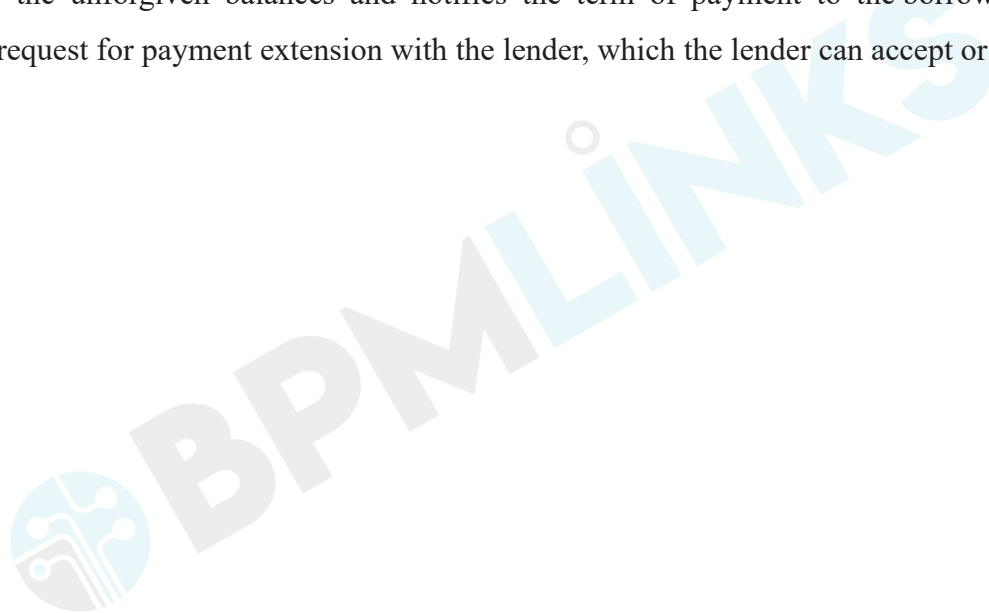 the unforgiven balances and notifies the term of payment to the borrow
request for payment extension with the lender, which the lender can accept or
BPMLINKS